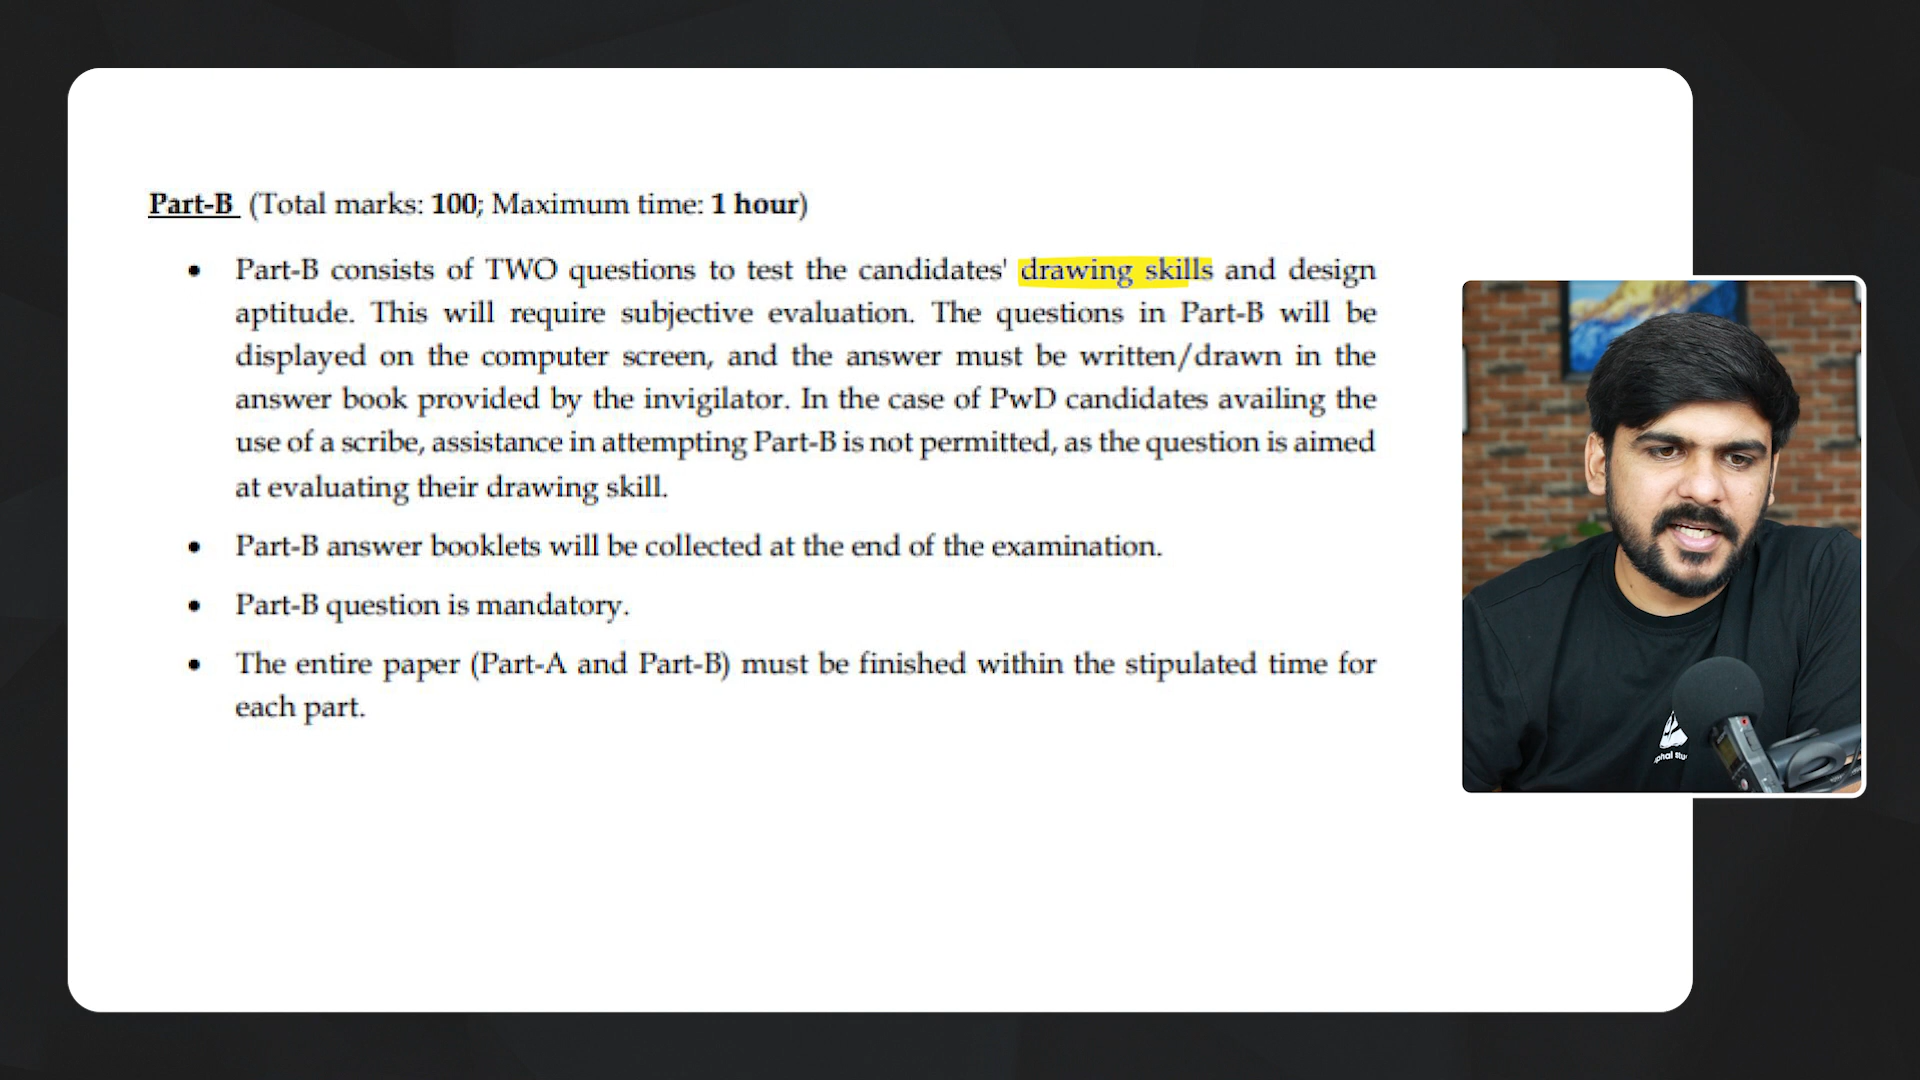 Part-B (Total marks: 100; Maximum time: 1 hour)
• Part-B consists of TWO questions to test the candidates' drawing skills and design
aptitude. This will require subjective evaluation. The questions in Part-B will be
displayed on the computer screen, and the answer must be written/drawn in the
answer book provided by the invigilator. In the case of PwD candidates availing the
use of a scribe, assistance in attempting Part-B is not permitted, as the question is aimed
at evaluating their drawing skill.
• Part-B answer booklets will be collected at the end of the examination.
• Part-B question is mandatory.
• The entire paper (Part-A and Part-B) must be finished within the stipulated time for
each part.